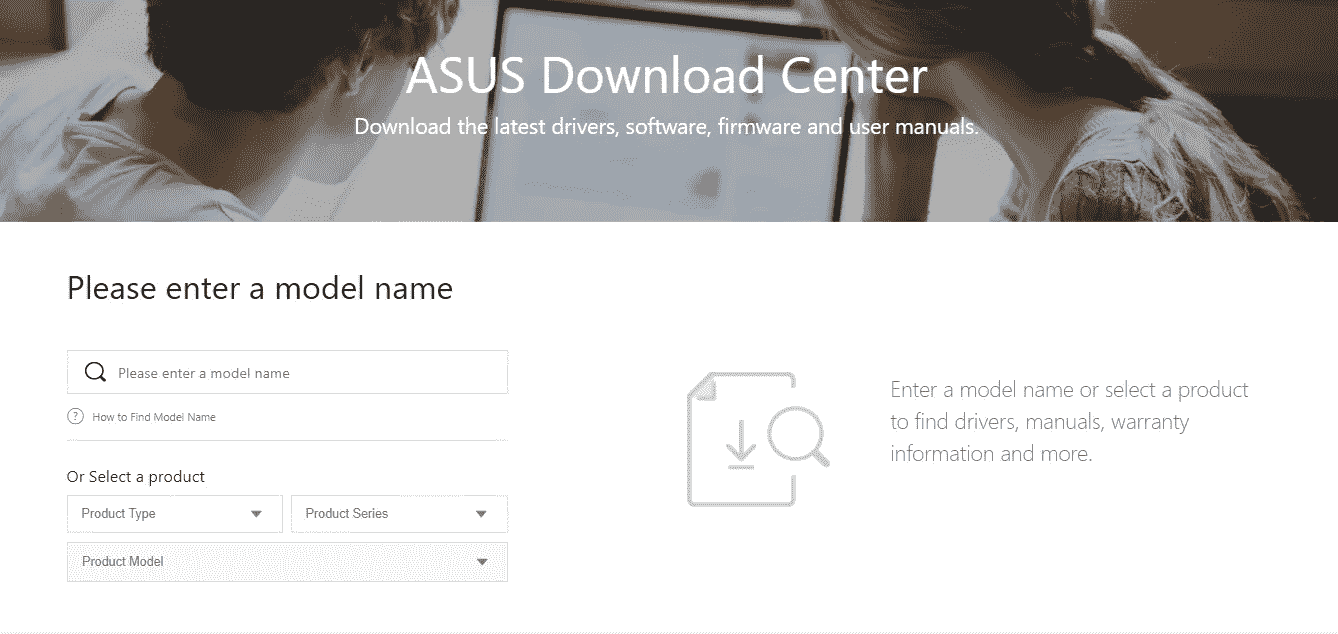 ASUS Download Center
Download the latest drivers, software, firmware and user manuals.
Please enter a model name
Please enter a model name
? How to Find Model Name
Or Select a product
Product Type
Product Series
Product Model
Enter a model name or select a product
to find drivers, manuals, warranty
information and more.